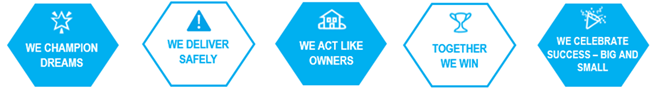 WE CHAMPION
DREAMS
WE DELIVER
SAFELY
WE ACT LIKE
OWNERS
TOGETHER
WE WIN
WE CELEBRATE
SUCCESS – BIG AND
SMALL